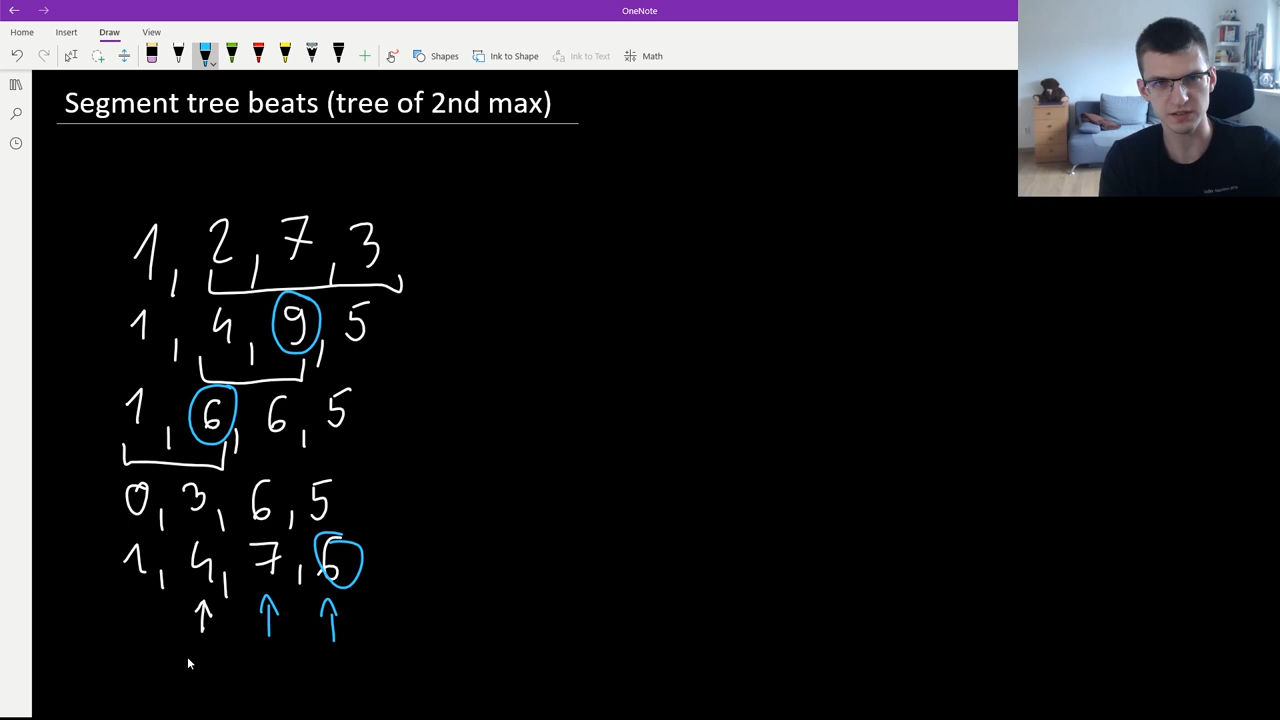 OneNote
Home Insert Draw View
Shapes Ink to Shape Ink to Text Math
Segment tree beats (tree of 2nd max)
1, 2, 7, 3
1, 4, 9, 5
1, 6, 6, 5
0, 3, 6, 5
1, 4, 7, 6